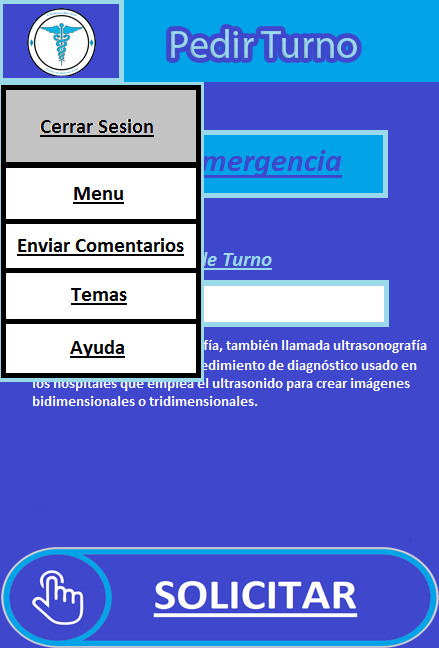 Pedir Turno
Cerrar Sesion
Menu
Enviar Comentarios
Temas
Ayuda
mergencia
de Turno
fía, también llamada ultrasonografía
edimiento de diagnóstico usado en
los hospitales que emplea el ultrasonido para crear imágenes
bidimensionales o tridimensionales.
SOLICITAR